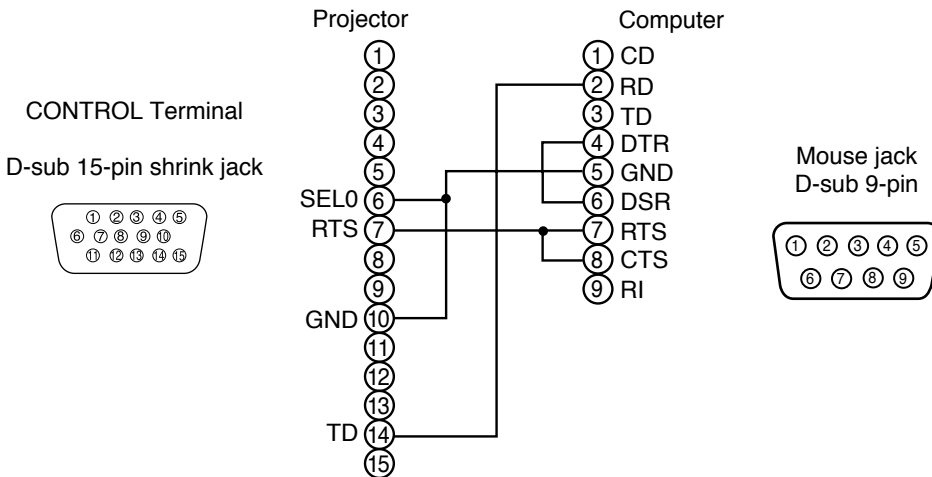 Projector
①
②
③
④
⑤
SEL0 ⑥
RTS ⑦
⑧
⑨
GND ⑩
⑪
⑫
⑬
TD ⑭
⑮
Computer
① CD
② RD
③ TD
④ DTR
⑤ GND
⑥ DSR
⑦ RTS
⑧ CTS
⑨ RI
CONTROL Terminal
D-sub 15-pin shrink jack
① ② ③ ④ ⑤
⑥ ⑦ ⑧ ⑨ ⑩
⑪ ⑫ ⑬ ⑭ ⑮
Mouse jack
D-sub 9-pin
① ② ③ ④ ⑤
⑥ ⑦ ⑧ ⑨